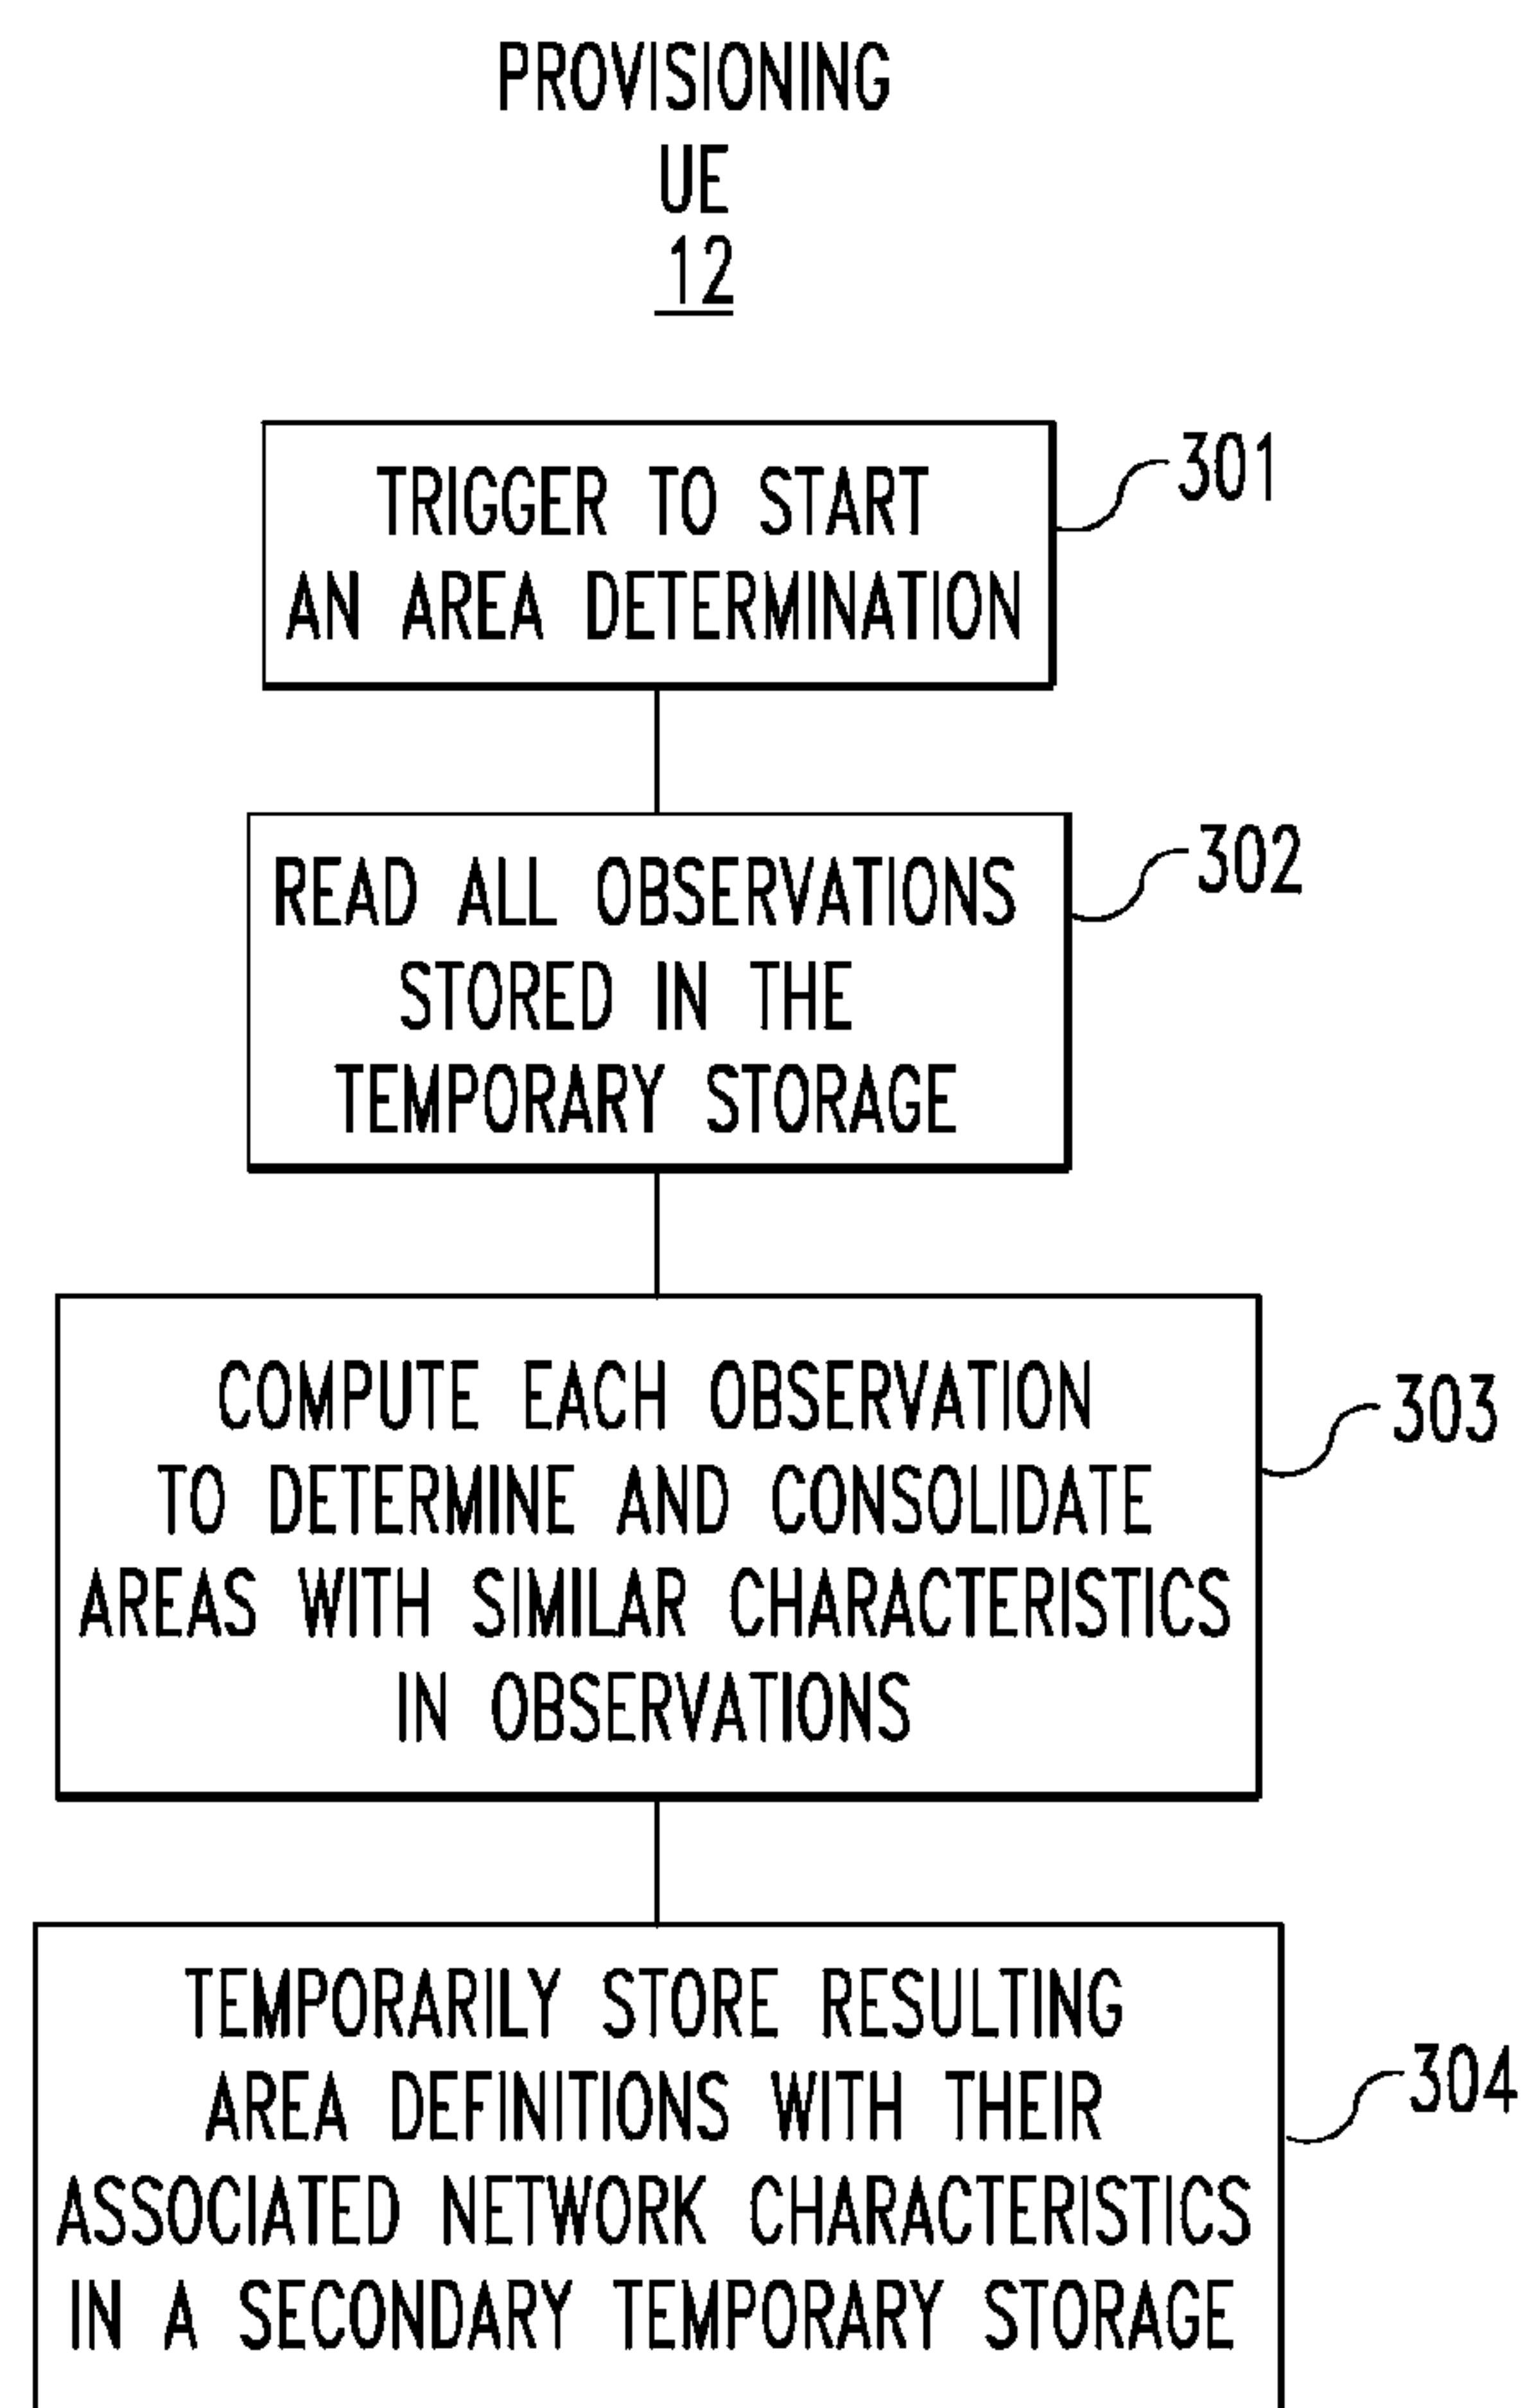 PROVISIONING
UE
12
TRIGGER TO START
AN AREA DETERMINATION
301
READ ALL OBSERVATIONS
STORED IN THE
TEMPORARY STORAGE
302
COMPUTE EACH OBSERVATION
TO DETERMINE AND CONSOLIDATE
AREAS WITH SIMILAR CHARACTERISTICS
IN OBSERVATIONS
303
TEMPORARILY STORE RESULTING
AREA DEFINITIONS WITH THEIR
ASSOCIATED NETWORK CHARACTERISTICS
IN A SECONDARY TEMPORARY STORAGE
304